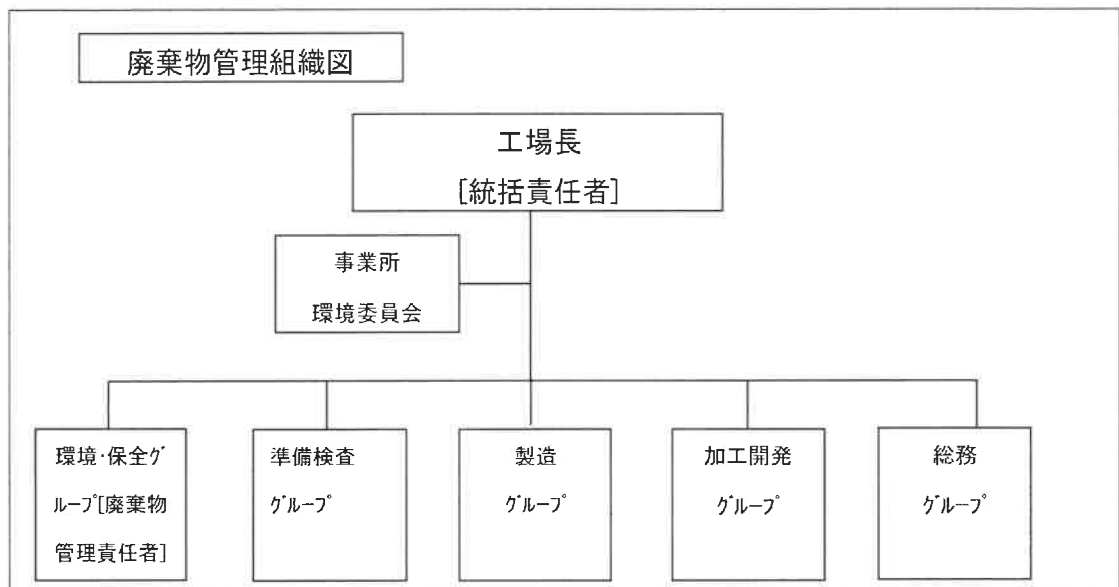 廃棄物管理組織図
工場長
[統括責任者]
事業所
環境委員会
環境・保全グ
ループ[廃棄物
管理責任者]
準備検査
グループ
製造
グループ
加工開発
グループ
総務
グループ